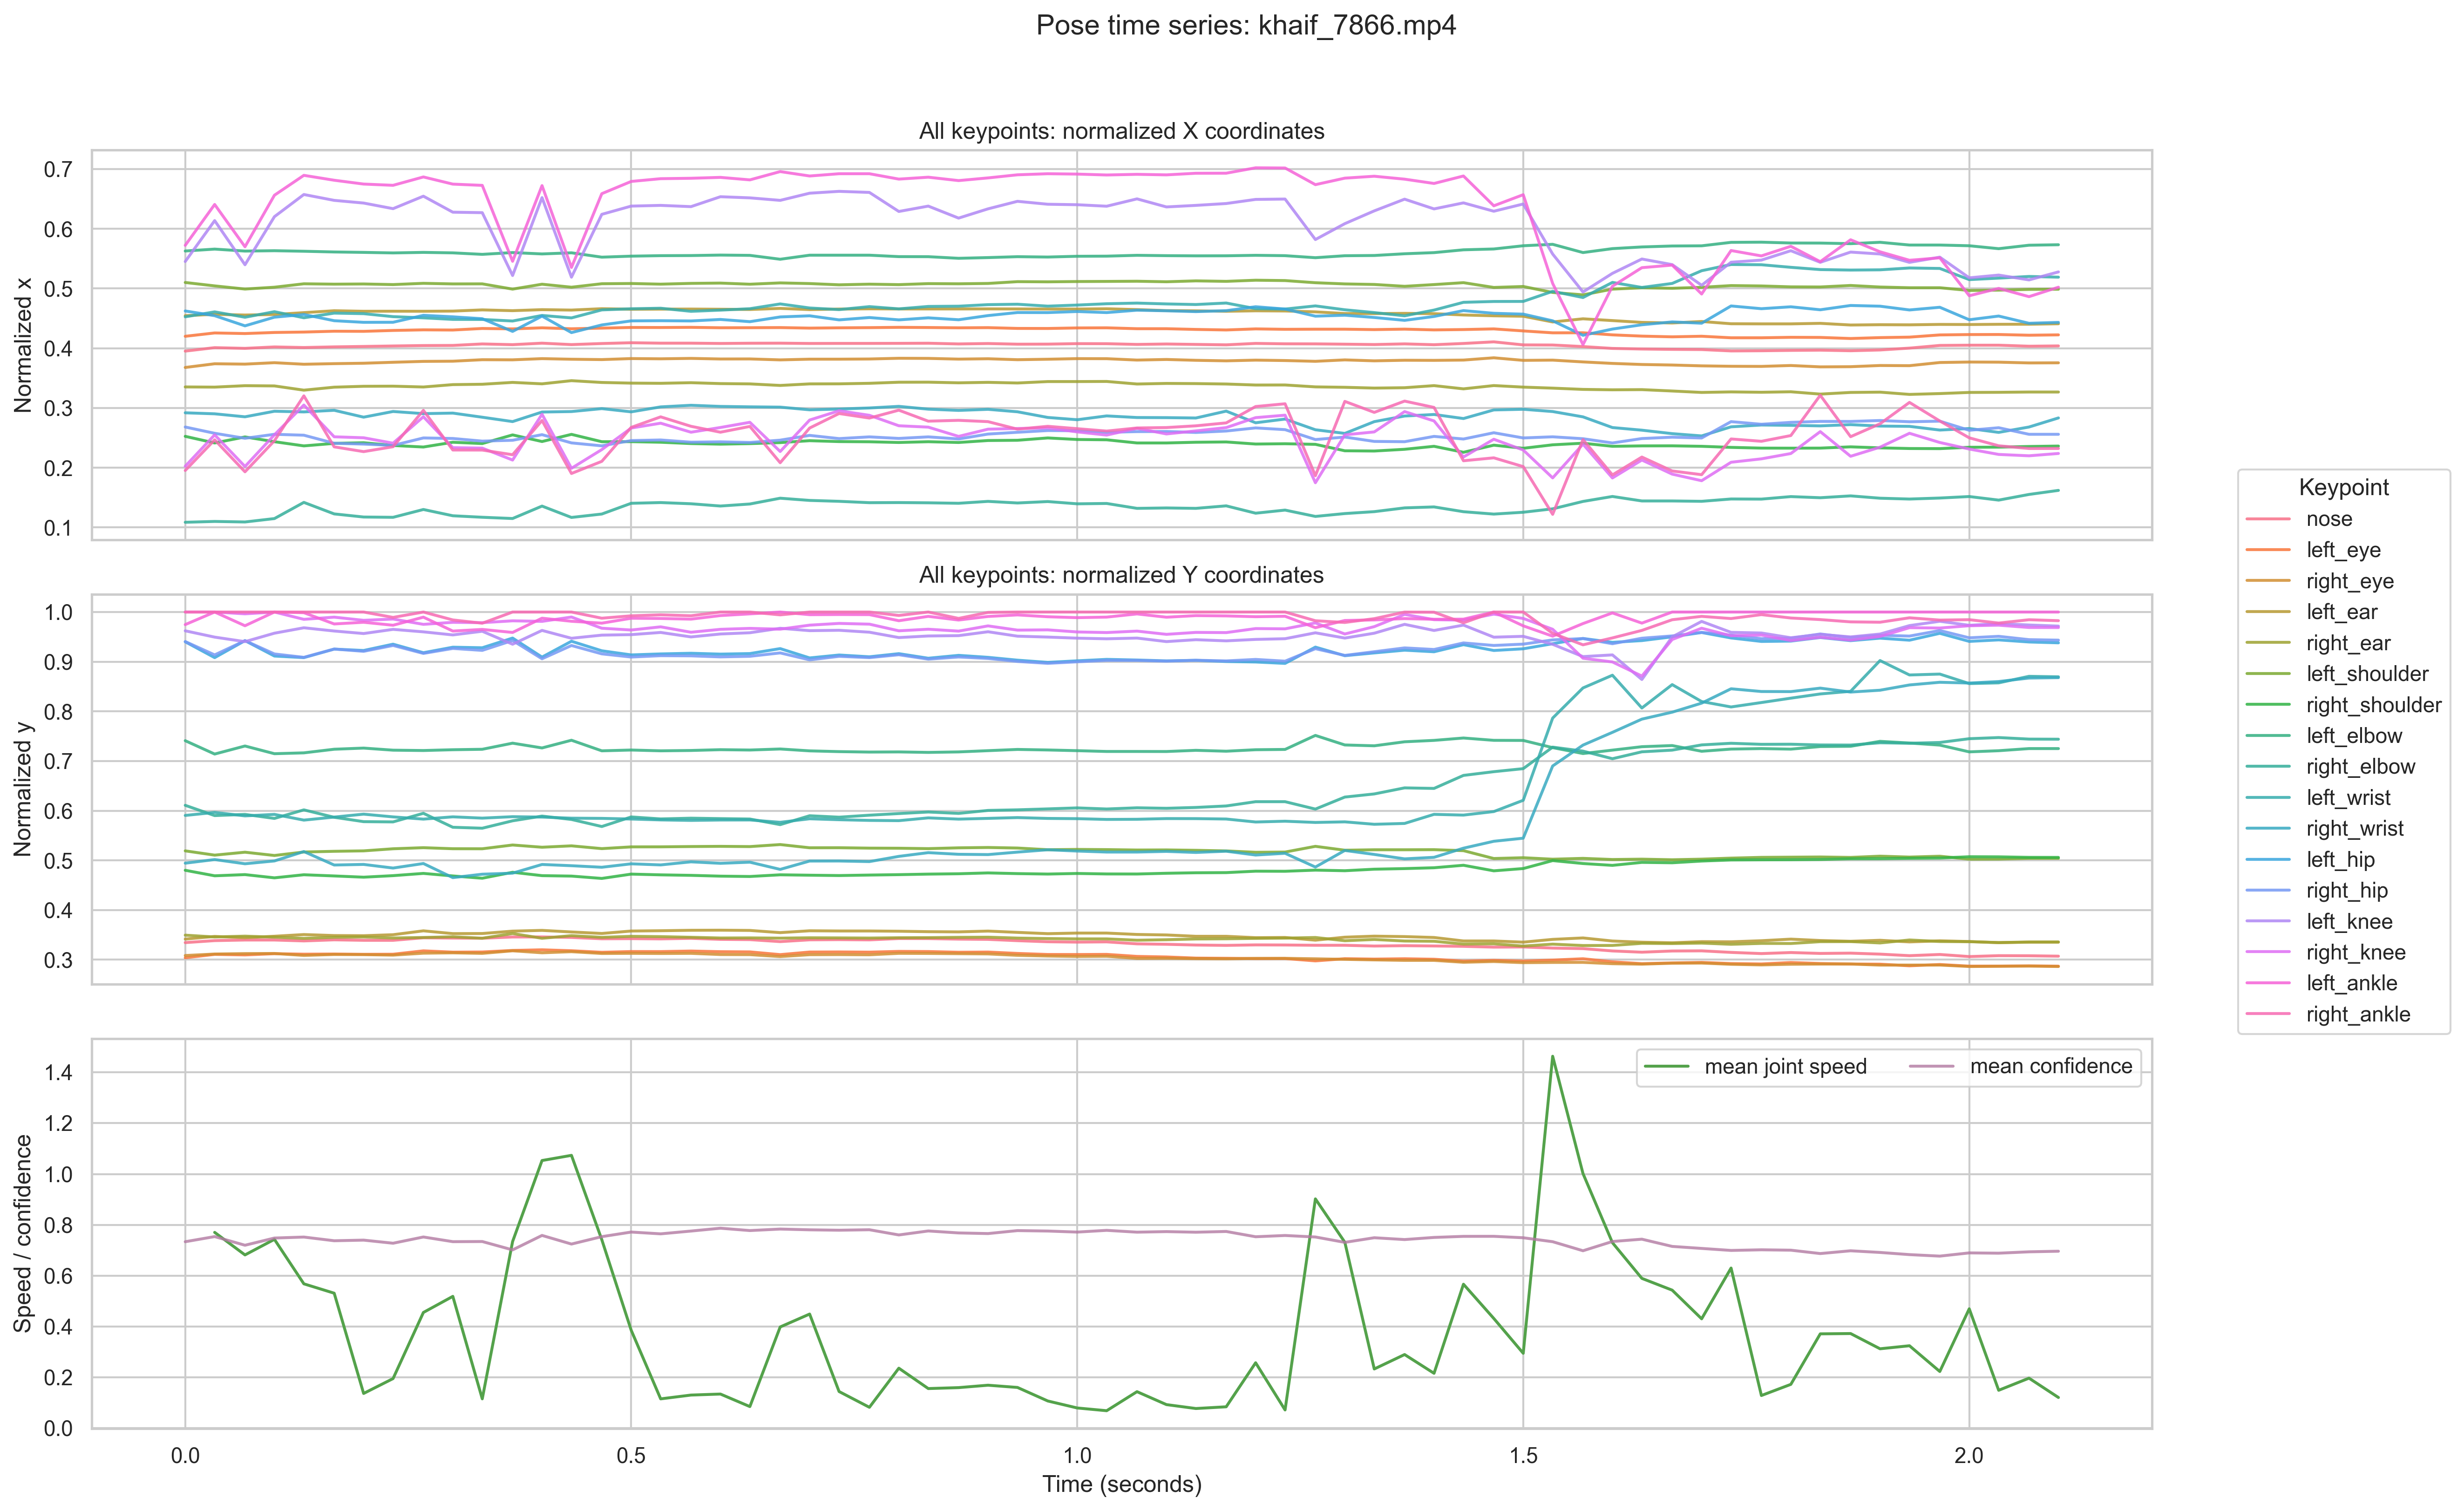 Pose time series: khaif_7866.mp4
All keypoints: normalized X coordinates
Normalized x
0.7
0.6
0.5
0.4
0.3
0.2
0.1
All keypoints: normalized Y coordinates
Normalized y
1.0
0.9
0.8
0.7
0.6
0.5
0.4
0.3
Keypoint
nose
left_eye
right_eye
left_ear
right_ear
left_shoulder
right_shoulder
left_elbow
right_elbow
left_wrist
right_wrist
left_hip
right_hip
left_knee
right_knee
left_ankle
right_ankle
mean joint speed mean confidence
Speed / confidence
1.4
1.2
1.0
0.8
0.6
0.4
0.2
0.0
0.0 0.5 1.0 1.5 2.0
Time (seconds)